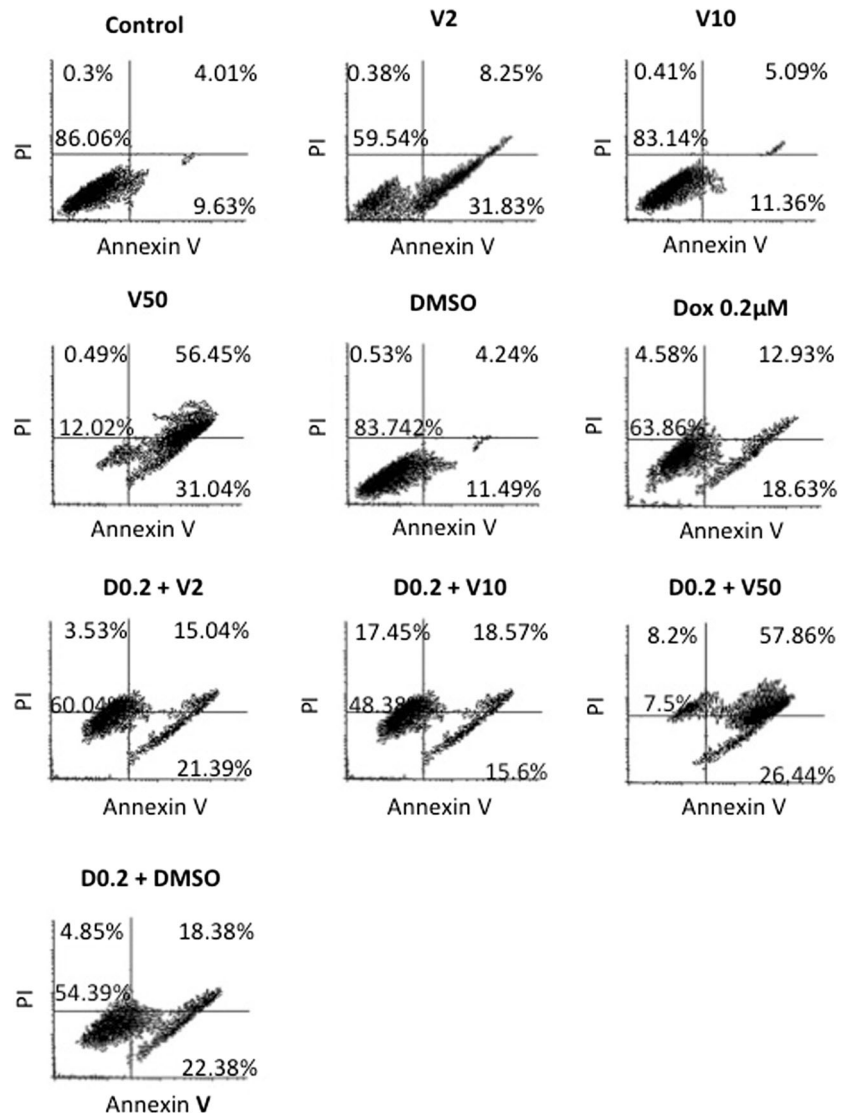 Control
V2
V10
0.3%
4.01%
0.38%
8.25%
0.41%
5.09%
86.06%
59.54%
83.14%
PI
PI
PI
9.63%
31.83%
11.36%
Annexin V
Annexin V
Annexin V
V50
DMSO
Dox 0.2µM
0.49%
56.45%
0.53%
4.24%
4.58%
12.93%
12.02%
83.742%
63.86%
PI
PI
PI
31.04%
11.49%
18.63%
Annexin V
Annexin V
Annexin V
D0.2 + V2
D0.2 + V10
D0.2 + V50
3.53%
15.04%
17.45%
18.57%
8.2%
57.86%
60.04%
48.38%
7.5%
PI
PI
PI
21.39%
15.6%
26.44%
Annexin V
Annexin V
Annexin V
D0.2 + DMSO
4.85%
18.38%
54.39%
PI
22.38%
Annexin V